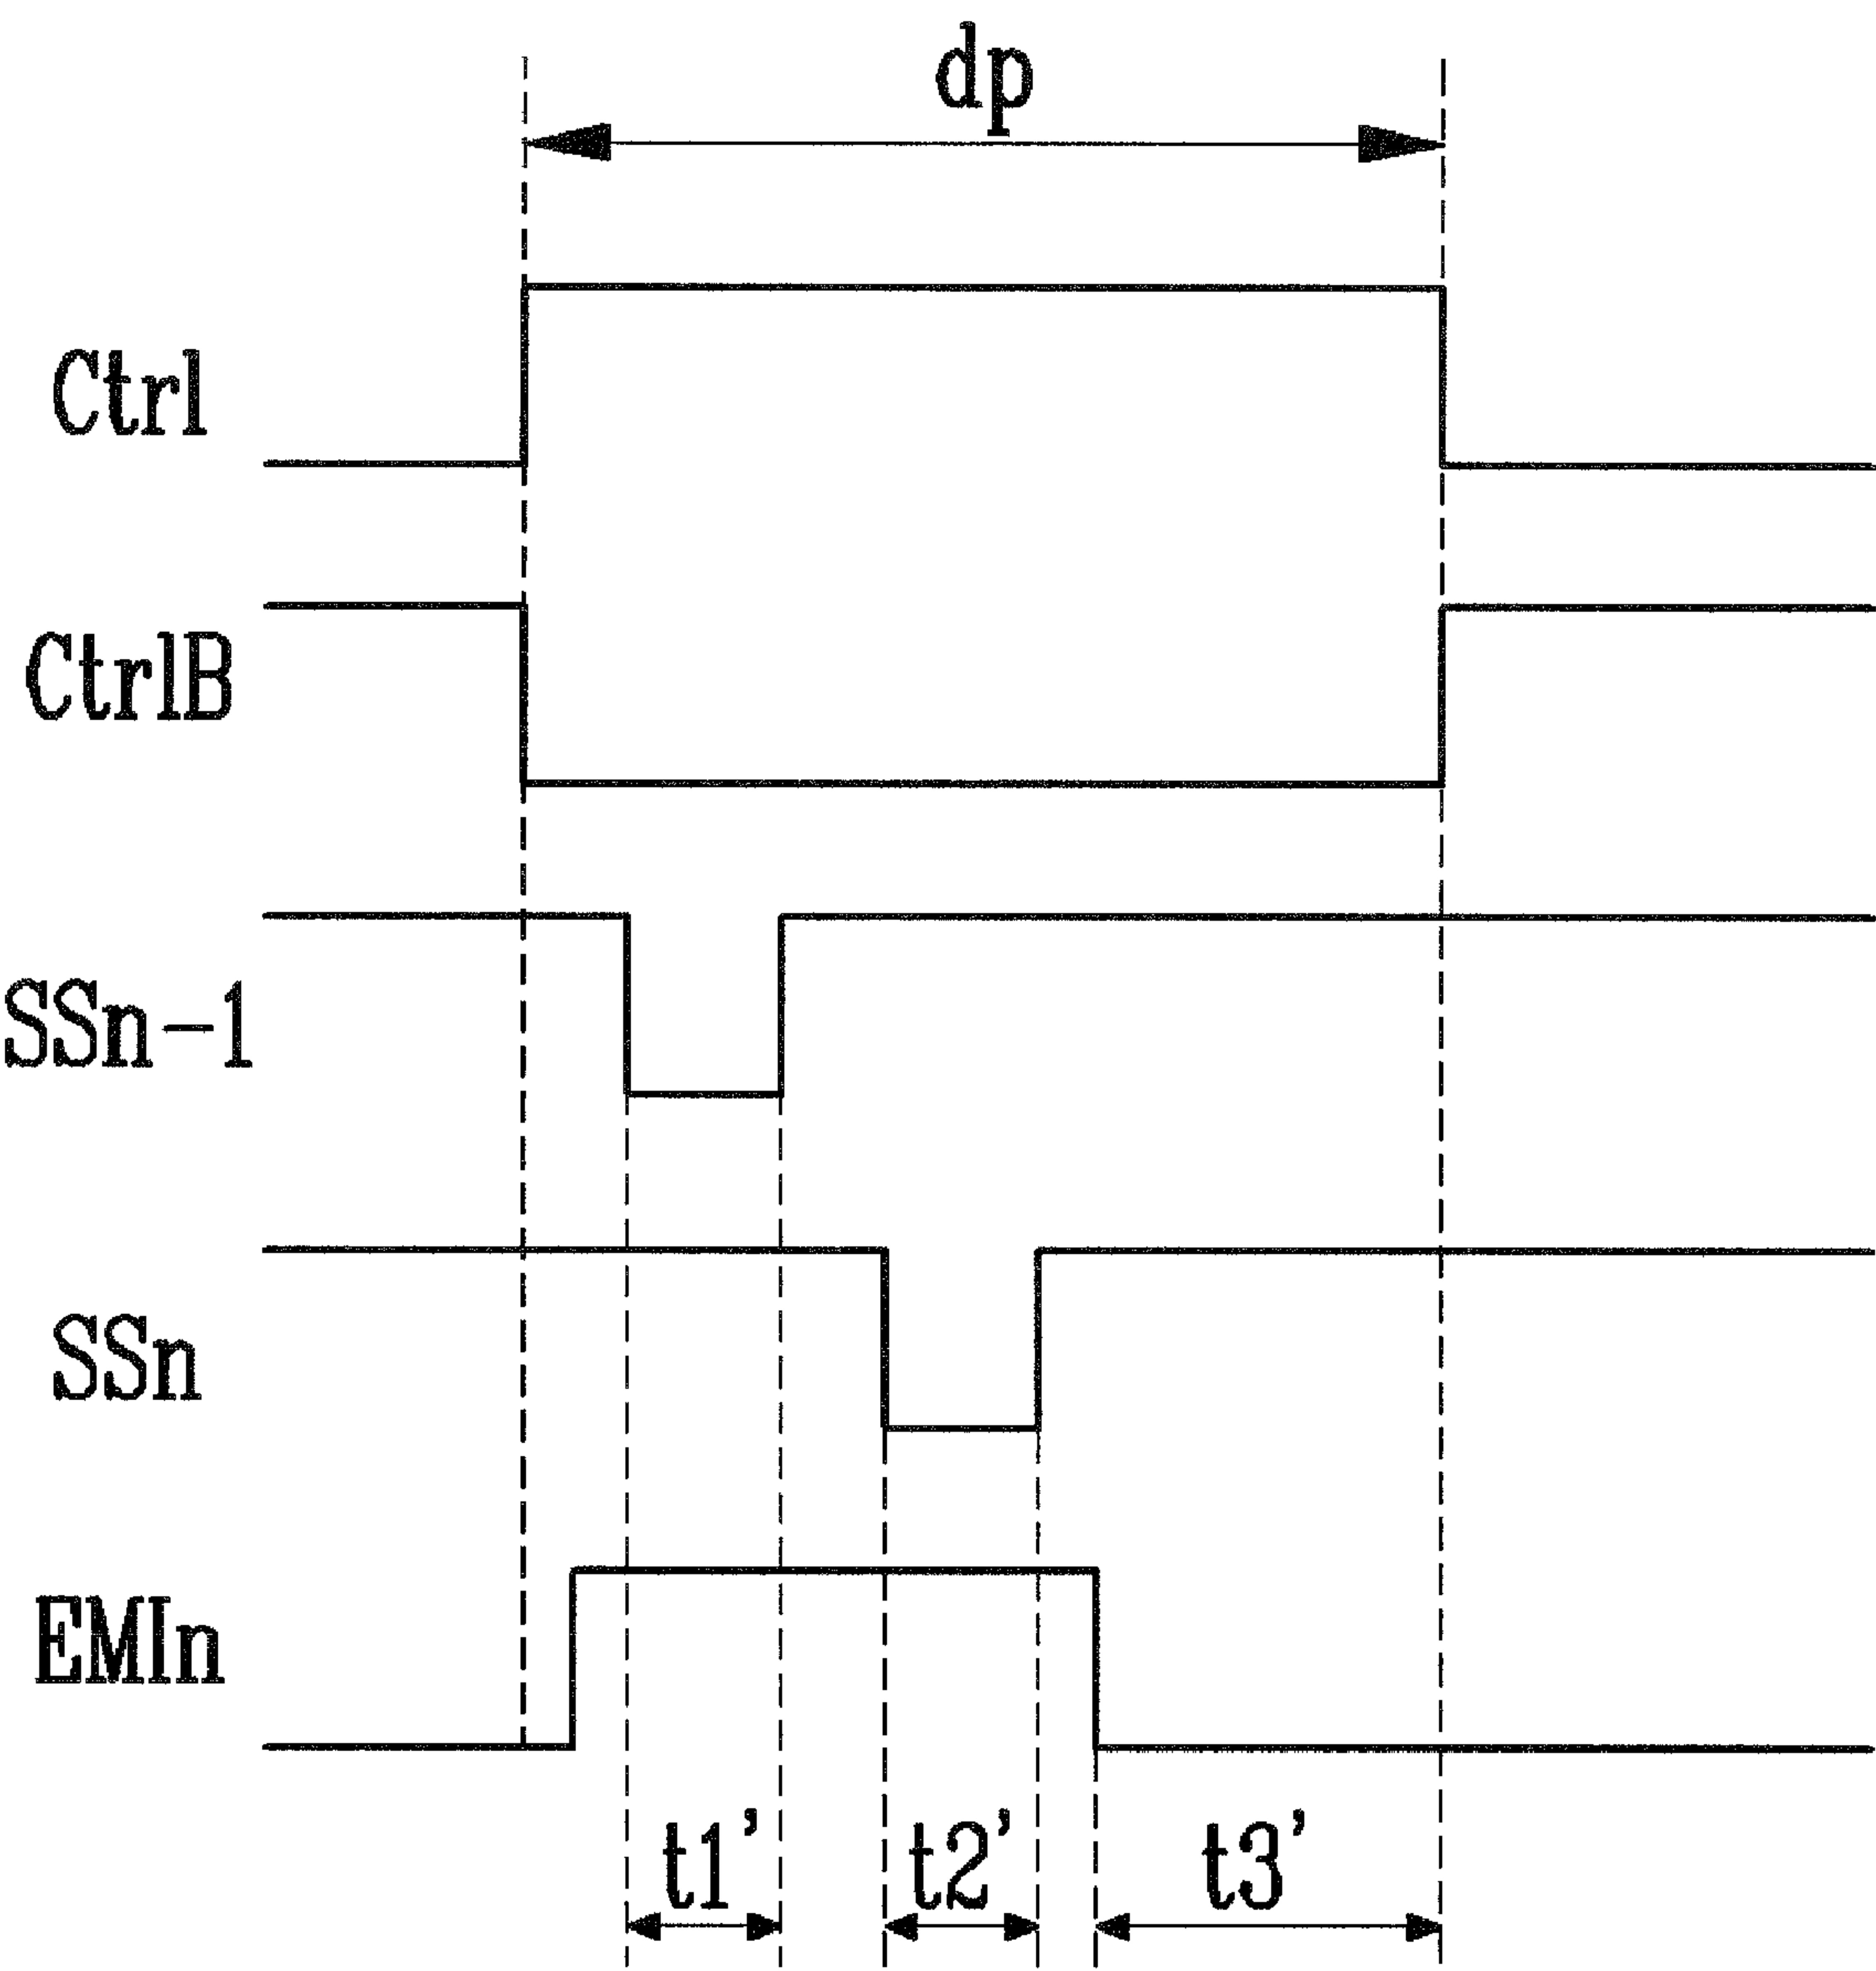 dp
Ctrl
CtrlB
SSn-1
SSn
EMIn
t1' t2' t3'